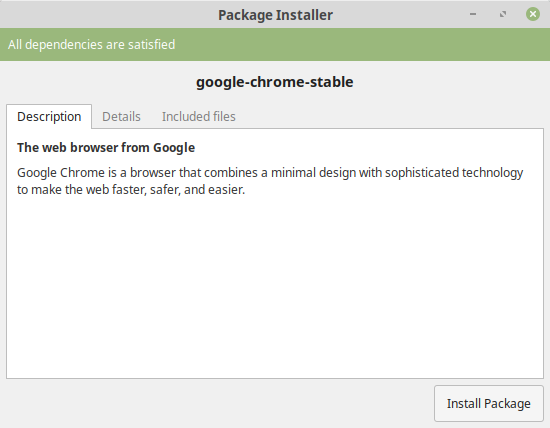 Package Installer
All dependencies are satisfied
google-chrome-stable
Description Details Included files
The web browser from Google
Google Chrome is a browser that combines a minimal design with sophisticated technology
to make the web faster, safer, and easier.
Install Package